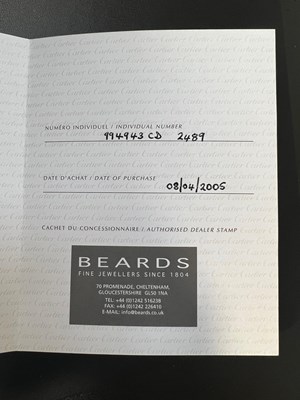 NUMÉRO INDIVIDUEL / INDIVIDUAL NUMBER
994943 CD 2489
DATE D'ACHAT / DATE OF PURCHASE
08/04/2005
CACHET DU CONCESSIONNAIRE / AUTHORISED DEALER STAMP
BEARDS
FINE JEWELLERS SINCE 1804
76 PROMENADE, CHELTENHAM,
GLOUCESTERSHIRE GL50 1NA
TEL: +44 (0)1242 516238
FAX: +44 (0)1242 226410
E-MAIL: info@beards.co.uk